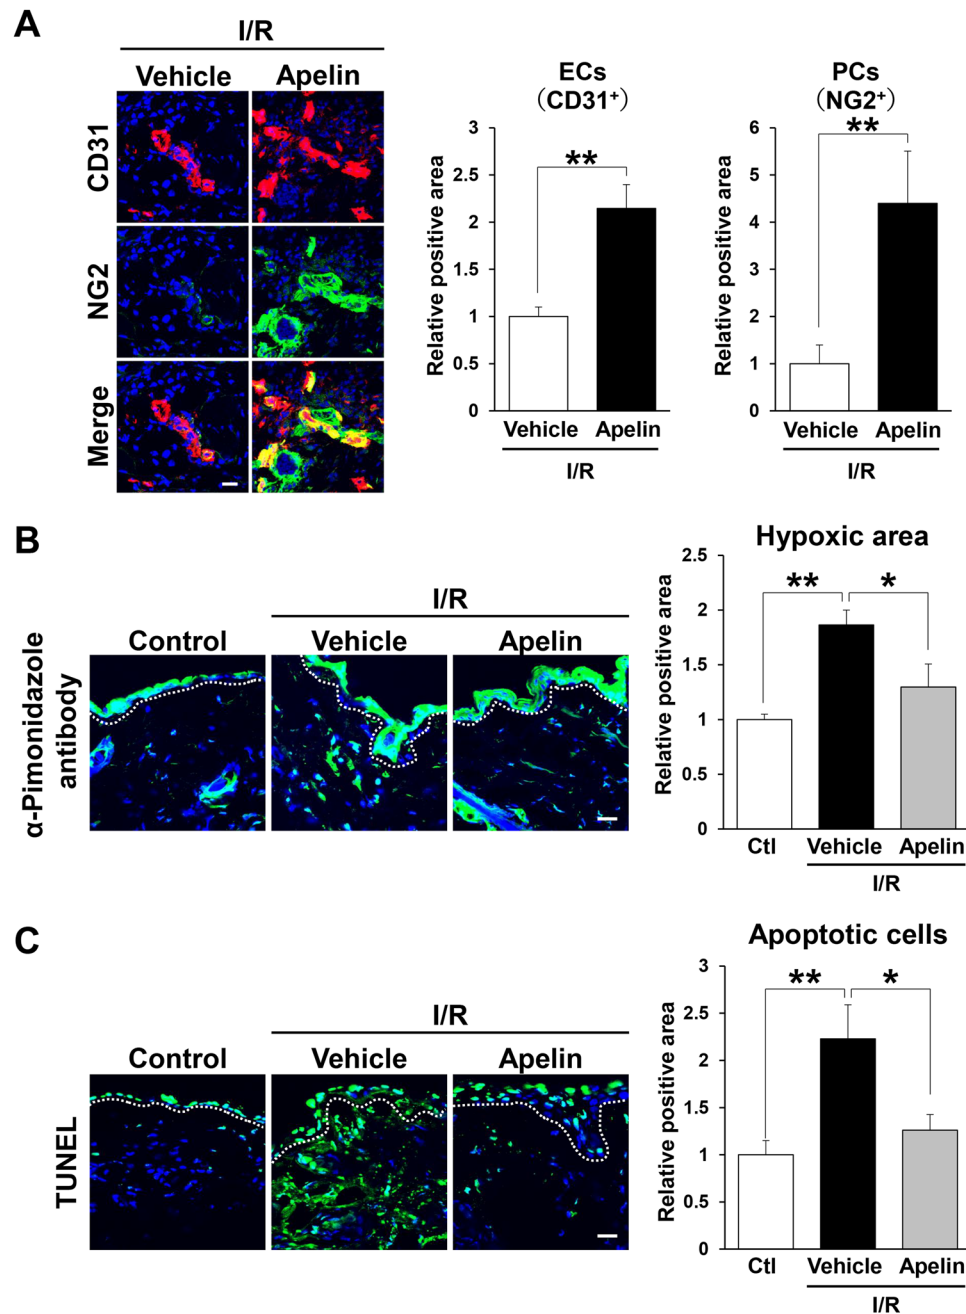 A
I/R
Vehicle
Apelin
CD31
NG2
Merge
ECs
(CD31+)
Relative positive area
3
2.5
2
1.5
1
0.5
0
**
Vehicle
Apelin
I/R
PCs
(NG2+)
Relative positive area
6
5
4
3
2
1
0
**
Vehicle
Apelin
I/R
B
I/R
Control
Vehicle
Apelin
α-Pimonidazole
antibody
Hypoxic area
Relative positive area
2.5
2
1.5
1
0.5
0
**
*
Ctl
Vehicle
Apelin
I/R
C
I/R
Control
Vehicle
Apelin
TUNEL
Apoptotic cells
Relative positive area
3
2.5
2
1.5
1
0.5
0
**
*
Ctl
Vehicle
Apelin
I/R